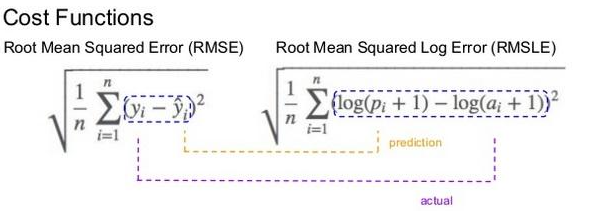 Cost Functions
Root Mean Squared Error (RMSE)
Root Mean Squared Log Error (RMSLE)
√(1/n ∑_{i=1}^{n} (y_i − ŷ_i)²)
√(1/n ∑_{i=1}^{n} (log(p_i + 1) − log(a_i + 1))²)
prediction
actual